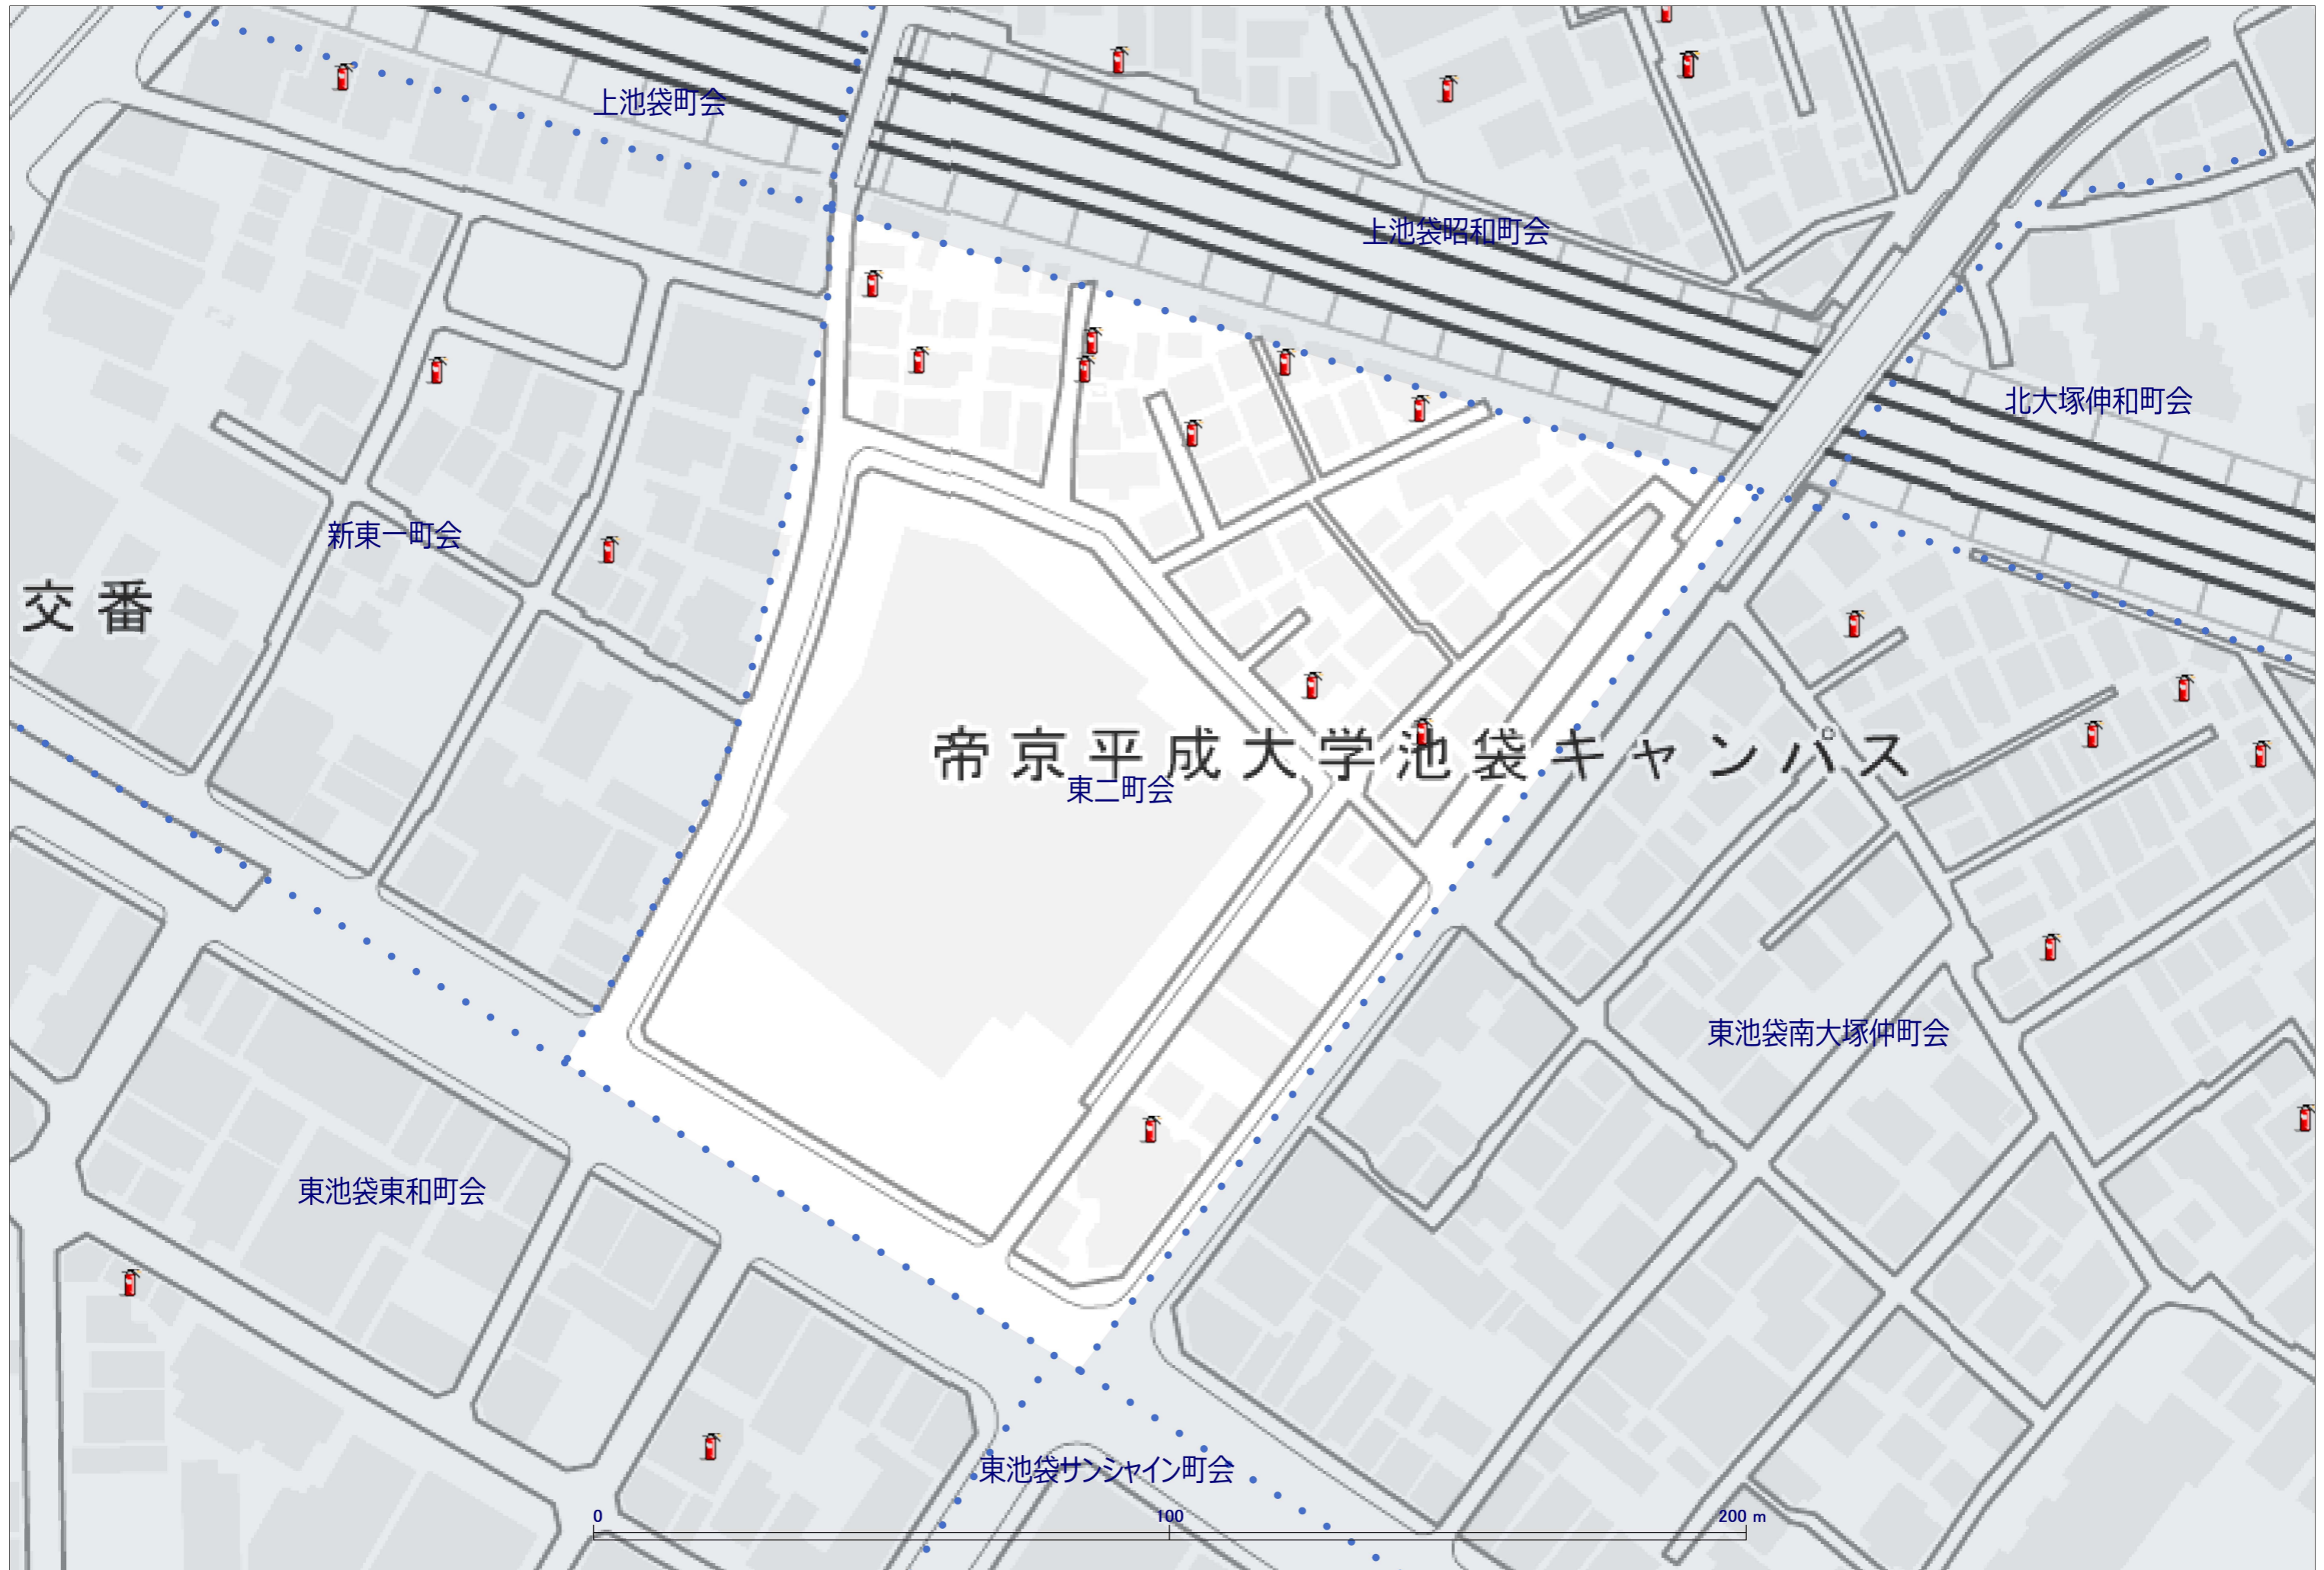 上池袋町会
上池袋昭和町会
北大塚伸和町会
新東一町会
交番
帝京平成大学池袋キャンパス
東二町会
東池袋南大塚仲町会
東池袋東和町会
東池袋サンシャイン町会
0 100 200 m